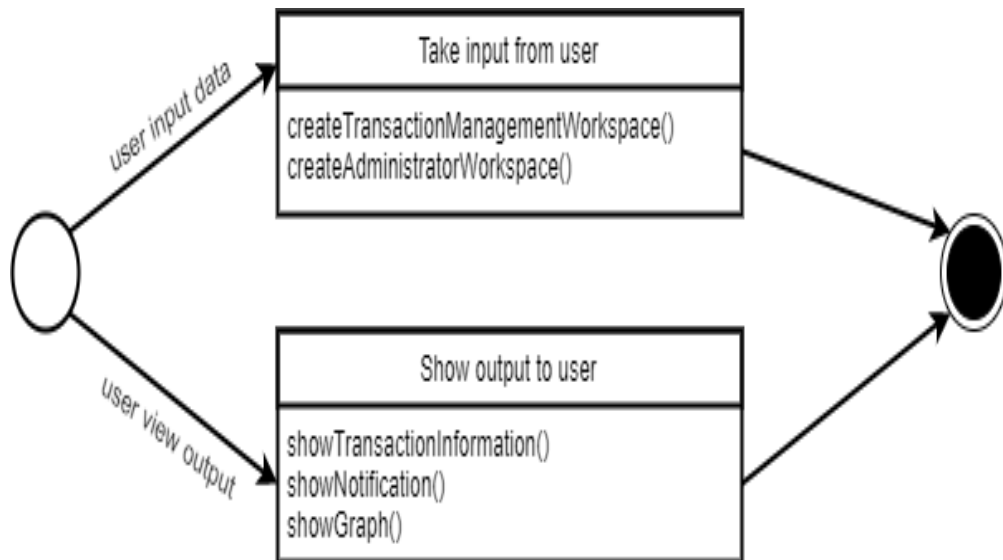 user input data
Take input from user
createTransactionManagementWorkspace()
createAdministratorWorkspace()
user view output
Show output to user
showTransactionInformation()
showNotification()
showGraph()